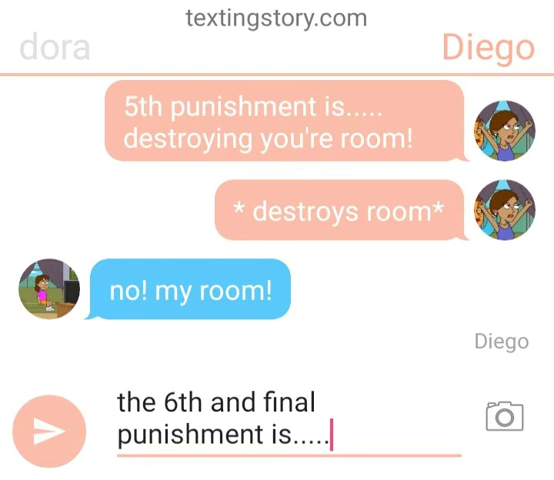 textingstory.com
dora
Diego
5th punishment is.....
destroying you're room!
* destroys room*
no! my room!
Diego
the 6th and final
punishment is.....